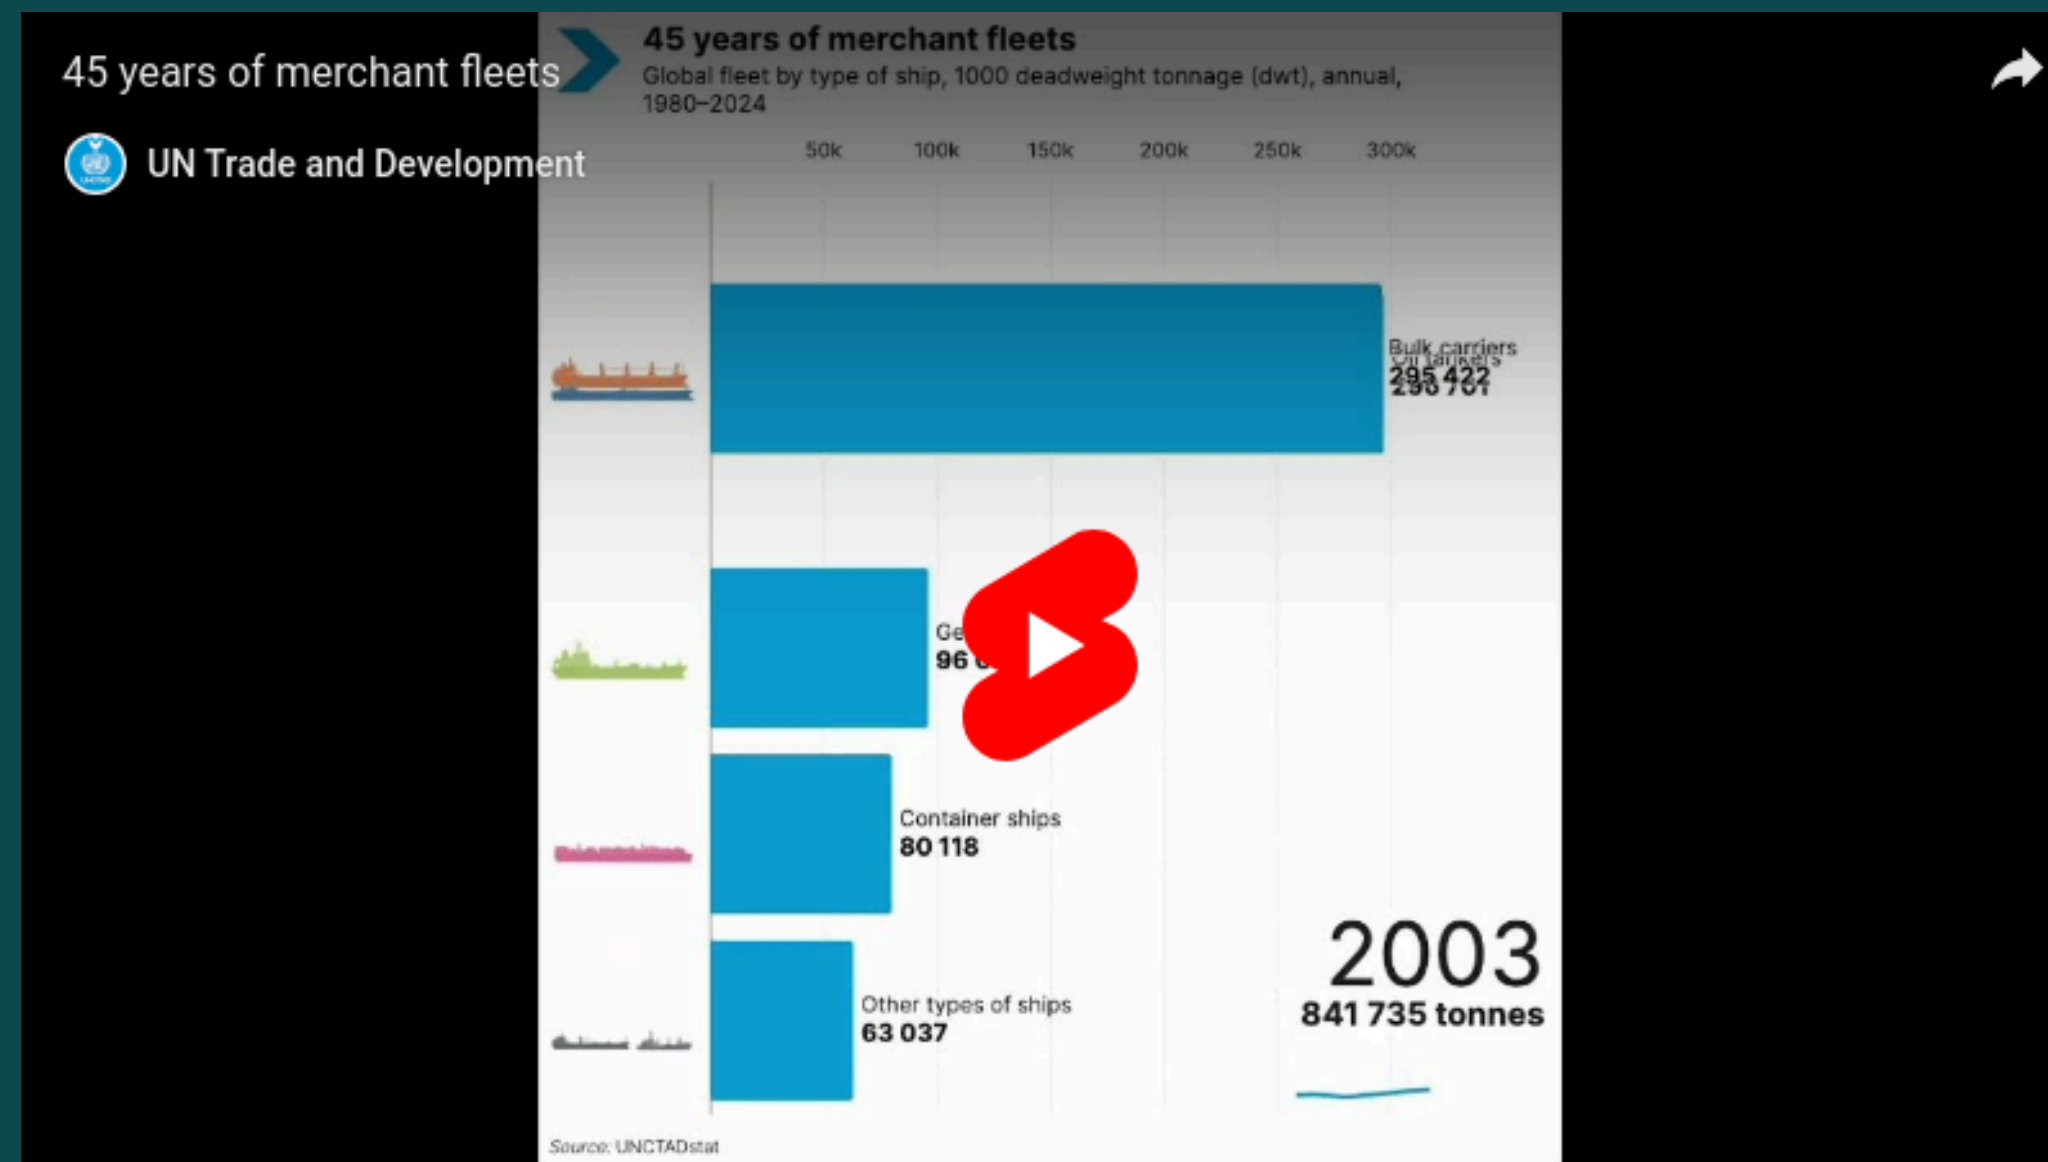 45 years of merchant fleets
UN Trade and Development
45 years of merchant fleets
Global fleet by type of ship, 1000 deadweight tonnage (dwt), annual,
1980–2024
50k 100k 150k 200k 250k 300k
Bulk carriers
Oil tankers
295 422
96
Container ships
80 118
Other types of ships
63 037
2003
841 735 tonnes
Source: UNCTADstat